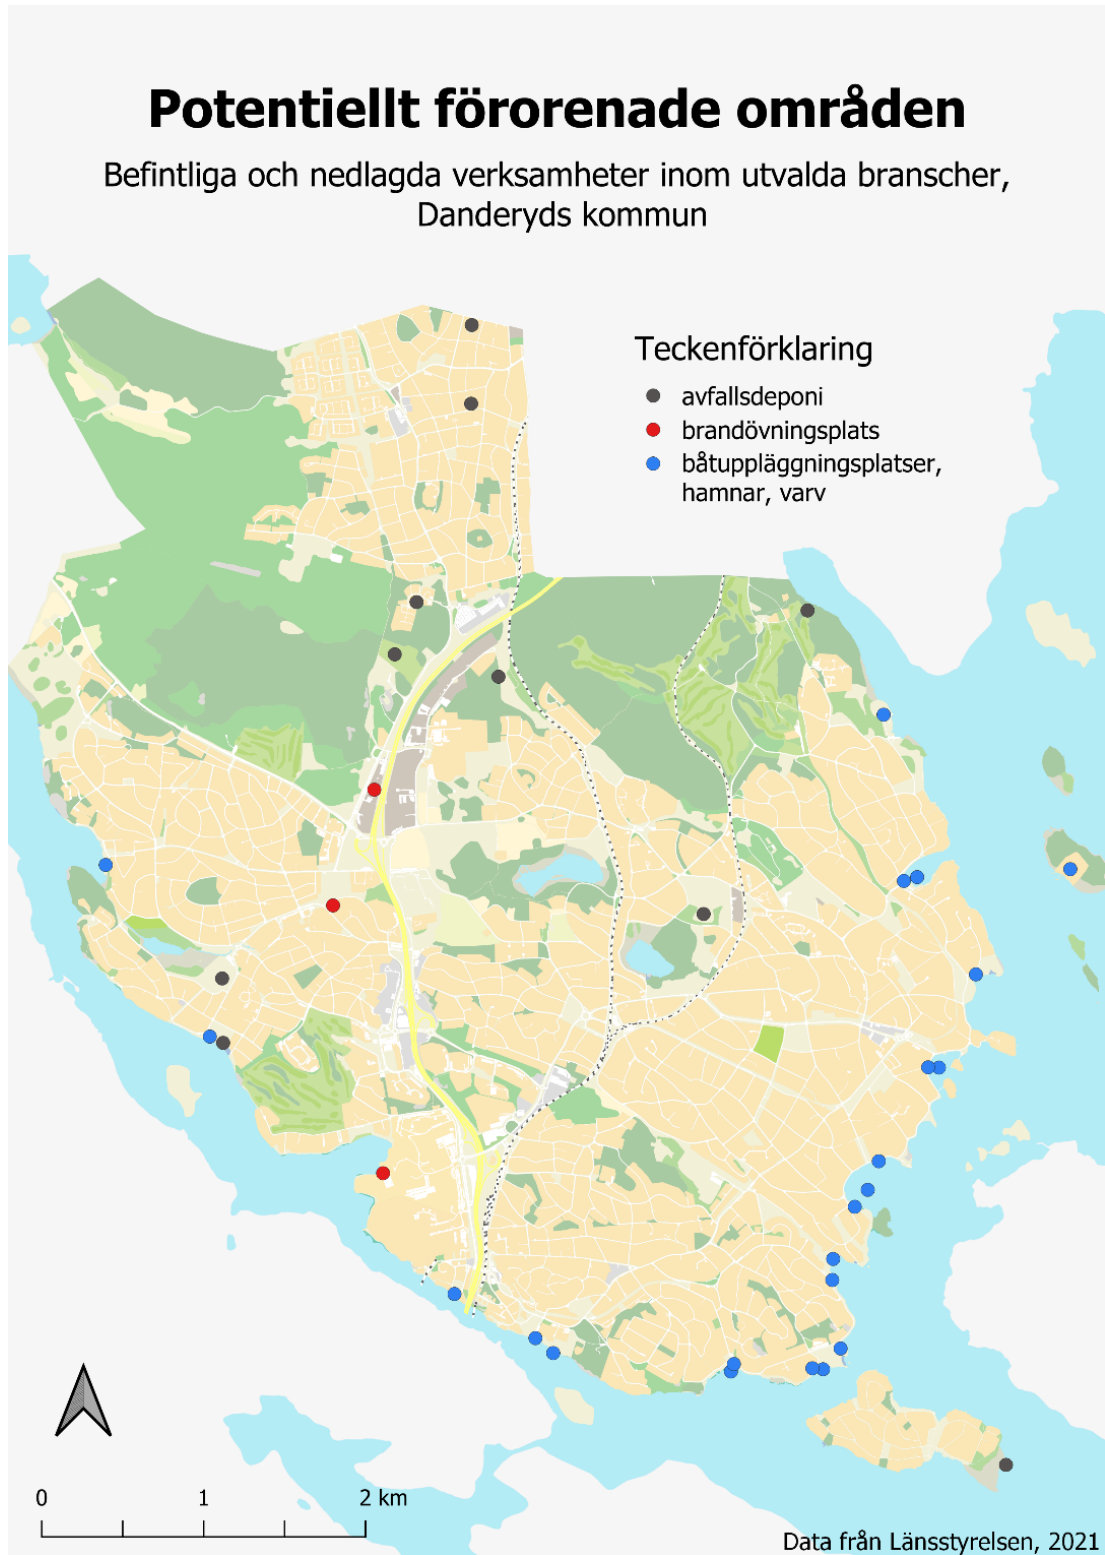 Potentiellt förorenade områden
Befintliga och nedlagda verksamheter inom utvalda branscher,
Danderyds kommun
Teckenförklaring
avfallsdeponi
brandövningsplats
båtuppläggningsplatser,
hamnar, varv
0 1 2 km
Data från Länsstyrelsen, 2021